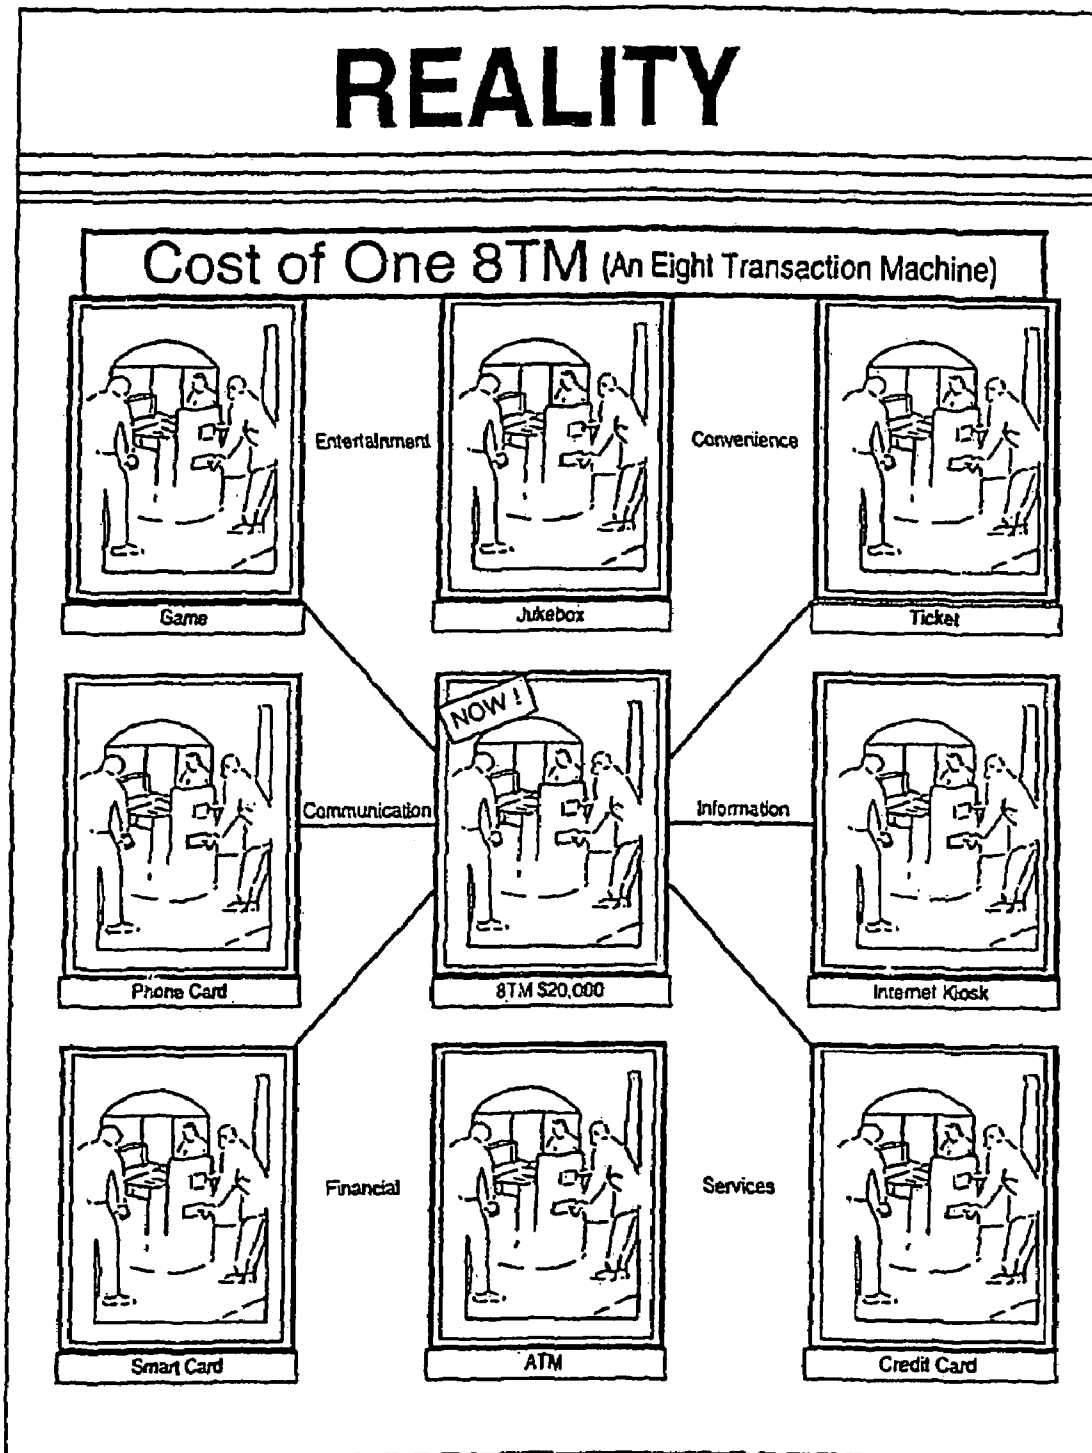 REALITY
Cost of One 8TM (An Eight Transaction Machine)
Entertainment
Convenience
Game
Jukebox
Ticket
NOW !
Communication
Information
Phone Card
8TM $20,000
Internet Kiosk
Financial
Services
Smart Card
ATM
Credit Card